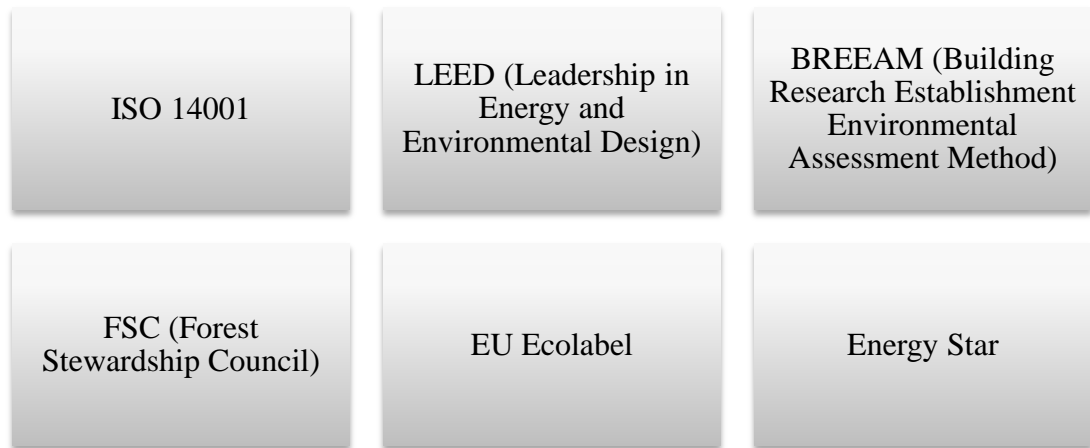 ISO 14001
LEED (Leadership in
Energy and
Environmental Design)
BREEAM (Building
Research Establishment
Environmental
Assessment Method)
FSC (Forest
Stewardship Council)
EU Ecolabel
Energy Star